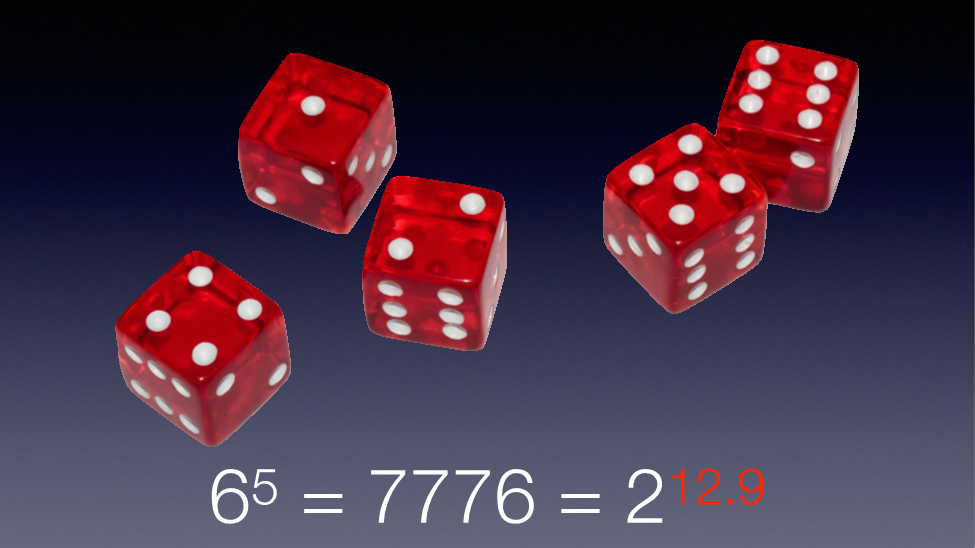 6⁵ = 7776 = 2¹²·⁹